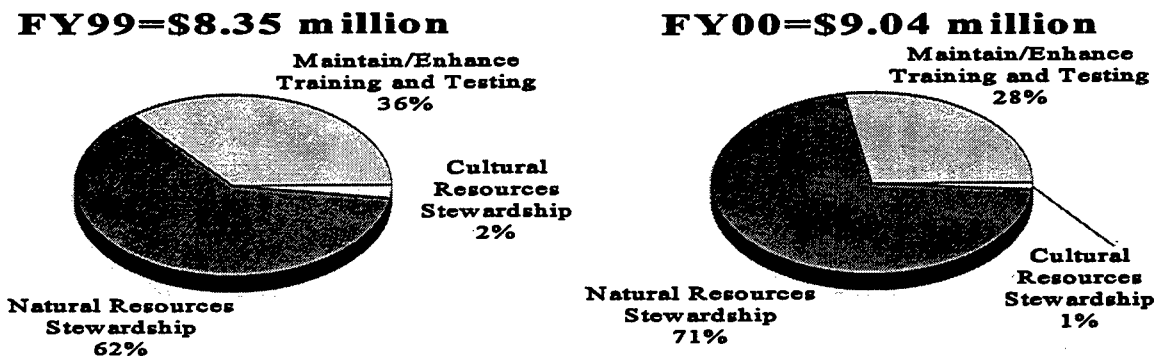 FY99=$8.35 million
Maintain/Enhance
Training and Testing
36%
Cultural
Resources
Stewardship
2%
Natural Resources
Stewardship
62%
FY00=$9.04 million
Maintain/Enhance
Training and Testing
28%
Cultural
Resources
Stewardship
1%
Natural Resources
Stewardship
71%